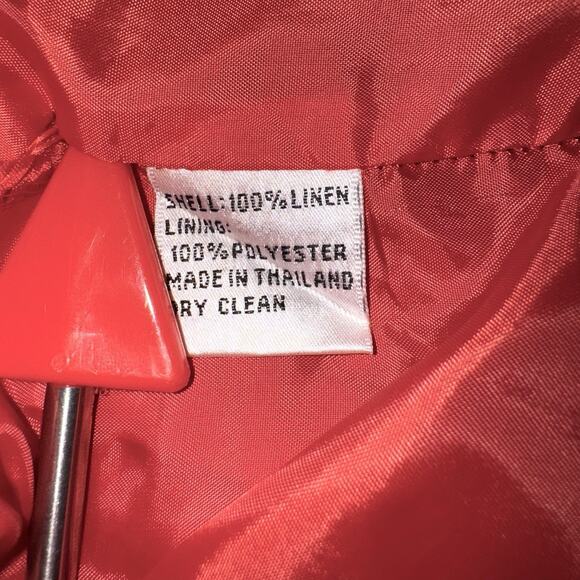 SHELL: 100% LINEN
LINING:
100% POLYESTER
MADE IN THAILAND
DRY CLEAN